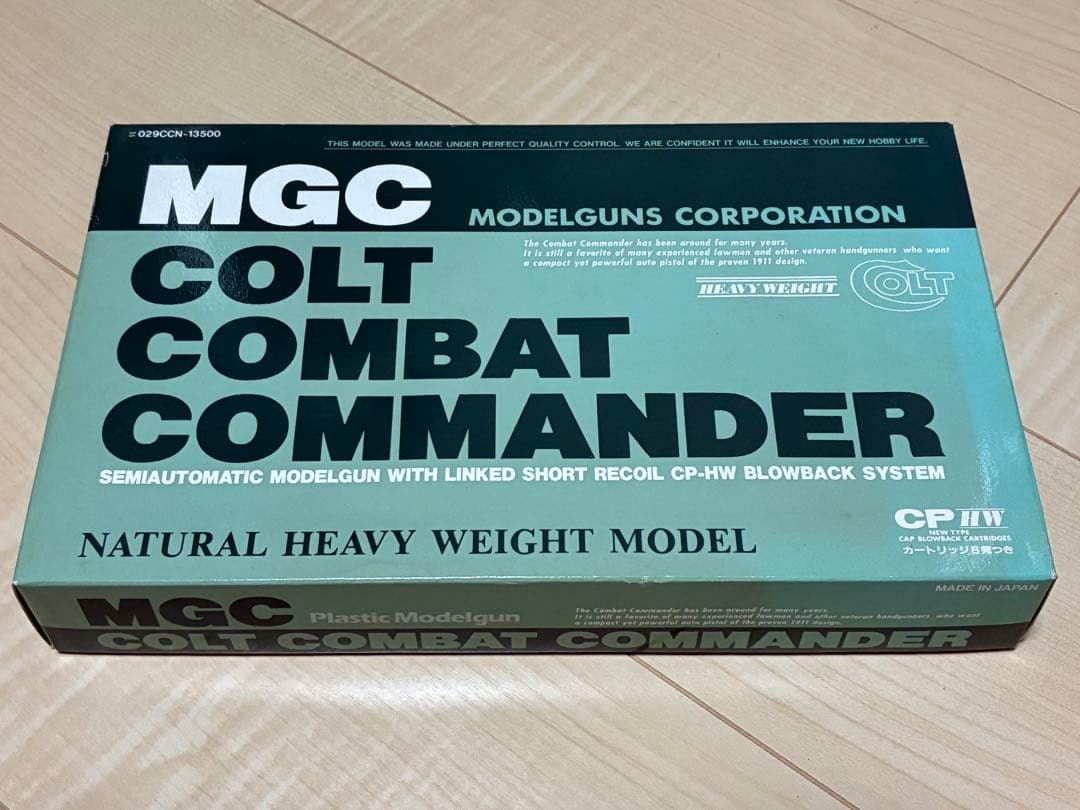 029CCN-13500
THIS MODEL WAS MADE UNDER PERFECT QUALITY CONTROL. WE ARE CONFIDENT IT WILL ENHANCE YOUR NEW HOBBY LIFE.
MGC
MODELGUNS CORPORATION
The Combat Commander has been around for many years.
It is still a favorite of many experienced lawmen and other veteran handgunners who want
a compact yet powerful auto pistol of the proven 1911 design.
HEAVY WEIGHT
COLT
COLT
COMBAT
COMMANDER
SEMIAUTOMATIC MODELGUN WITH LINKED SHORT RECOIL CP-HW BLOWBACK SYSTEM
CP HW
NEW TYPE
CAP BLOWBACK CARTRIDGES
カートリッジ6発つき
NATURAL HEAVY WEIGHT MODEL
MADE IN JAPAN
MGC
Plastic Modelgun
The Combat Commander has been around for many years.
It is still a favorite of many experienced lawmen and other veteran handgunners who want
a compact yet powerful auto pistol of the proven 1911 design.
COLT COMBAT COMMANDER